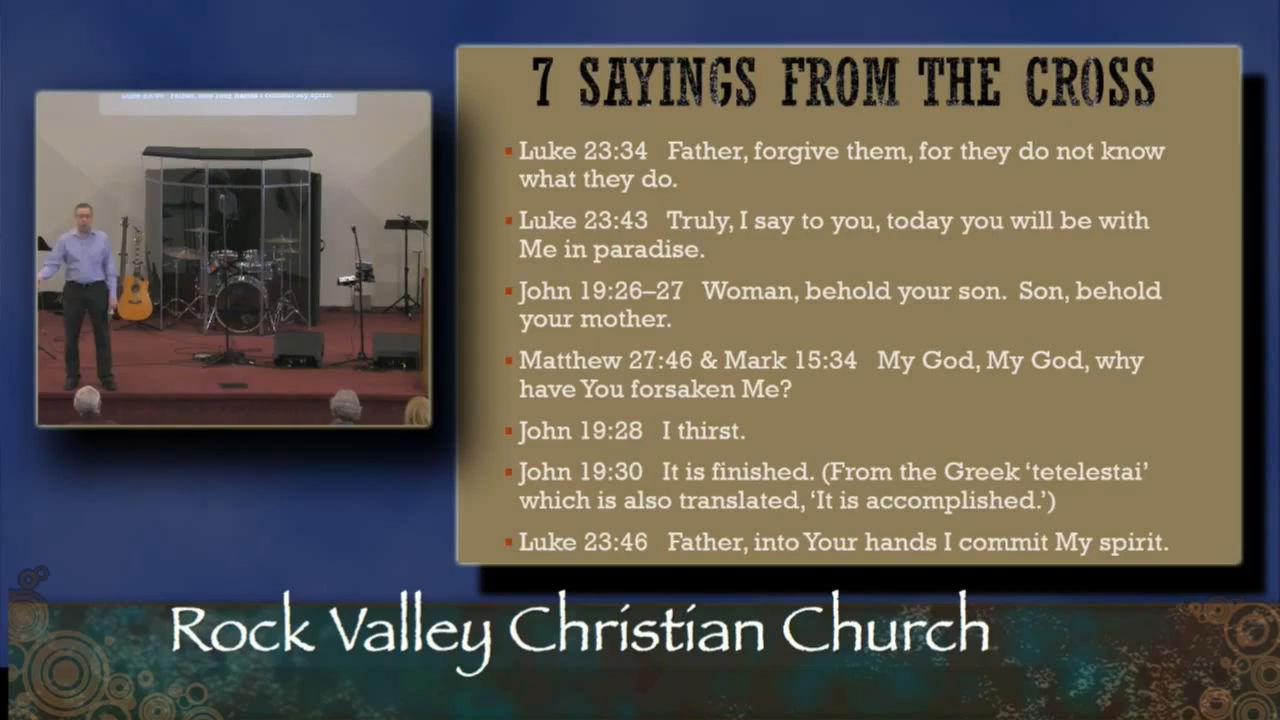 7 SAYINGS FROM THE CROSS
▪ Luke 23:34 Father, forgive them, for they do not know
what they do.
▪ Luke 23:43 Truly, I say to you, today you will be with
Me in paradise.
▪ John 19:26–27 Woman, behold your son. Son, behold
your mother.
▪ Matthew 27:46 & Mark 15:34 My God, My God, why
have You forsaken Me?
▪ John 19:28 I thirst.
▪ John 19:30 It is finished. (From the Greek ‘tetelestai’
which is also translated, ‘It is accomplished.’)
▪ Luke 23:46 Father, into Your hands I commit My spirit.
Rock Valley Christian Church